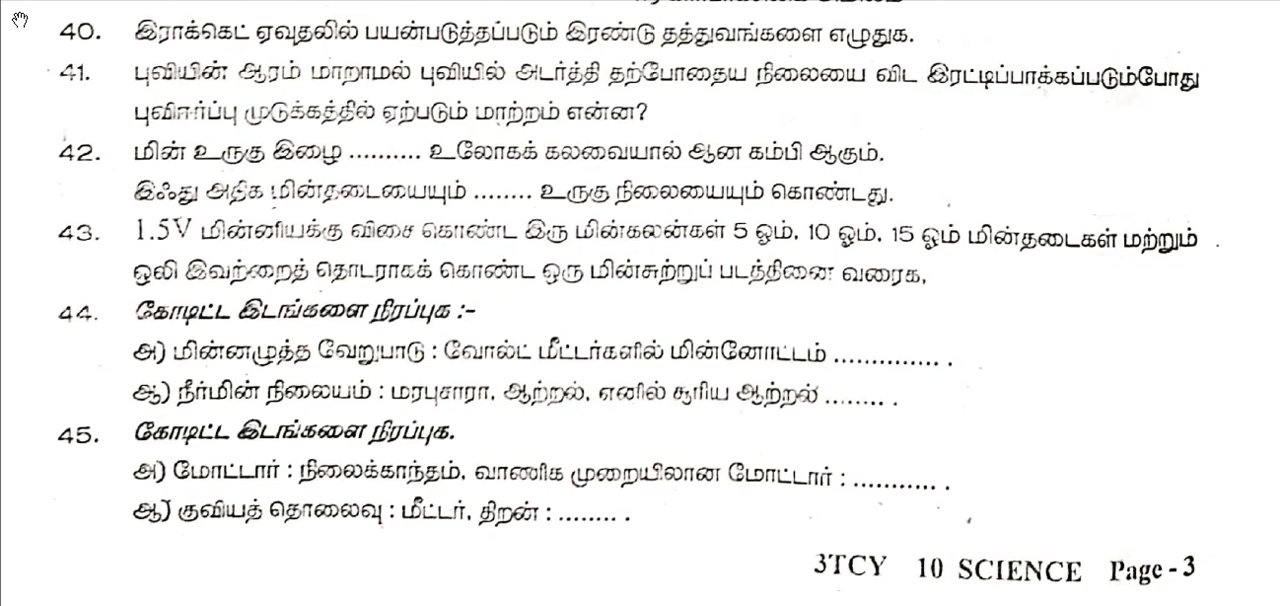 40. இராக்கெட் ஏவுதலில் பயன்படுத்தப்படும் இரண்டு தத்துவங்களை எழுதுக.
41. புவியின் ஆரம் மாறாமல் புவியில் அடர்த்தி தற்போதைய நிலையை விட இரட்டிப்பாக்கப்படும்போது
புவிஈர்ப்பு முடுக்கத்தில் ஏற்படும் மாற்றம் என்ன?
42. மின் உருகு இழை .......... உலோகக் கலவையால் ஆன கம்பி ஆகும்.
இஃது அதிக மின்தடையையும் ........ உருகு நிலையையும் கொண்டது.
43. 1.5V மின்னியக்கு விசை கொண்ட இரு மின்கலன்கள் 5 ஓம், 10 ஓம், 15 ஓம் மின்தடைகள் மற்றும்
ஒலி இவற்றைத் தொடராகக் கொண்ட ஒரு மின்சுற்றுப் படத்தினை வரைக,
44. கோடிட்ட இடங்களை நிரப்புக :-
அ) மின்னழுத்த வேறுபாடு : வோல்ட் மீட்டர்களில் மின்னோட்டம் .............. .
ஆ) நீர்மின் நிலையம் : மரபுசாரா, ஆற்றல், எனில் சூரிய ஆற்றல் ........ .
45. கோடிட்ட இடங்களை நிரப்புக.
அ) மோட்டார் : நிலைக்காந்தம், வாணிக முறையிலான மோட்டார் : ........... .
ஆ) குவியத் தொலைவு : மீட்டர், திறன் : ........ .
3TCY 10 SCIENCE Page - 3